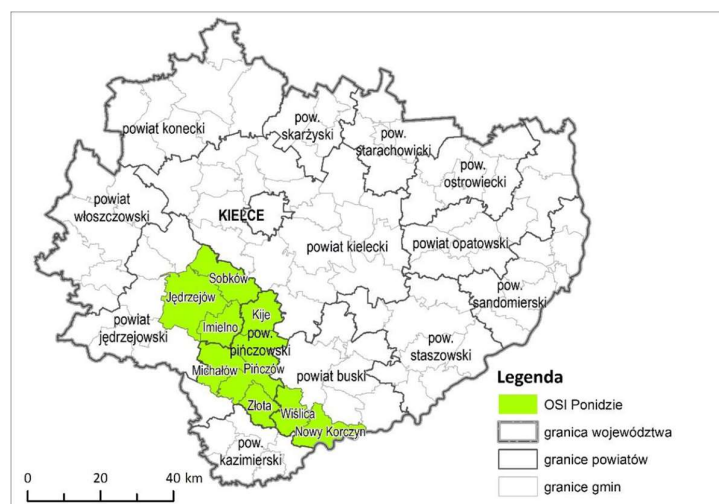 powiat konecki
pow.
skarżyski
pow.
starachowicki
pow.
ostrowiecki
powiat
włoszczowski
KIELCE
powiat kielecki
powiat opatowski
pow.
sandomierski
Sobków
Jędrzejów
Kije
Imielno
pow.
pińczowski
powiat
jędrzejowski
pow.
staszowski
Michałów
Pińczów
powiat buski
Złota
Wiślica
Nowy Korczyn
pow.
kazimierski
Legenda
OSI Ponidzie
granica województwa
granice powiatów
granice gmin
0 20 40 km